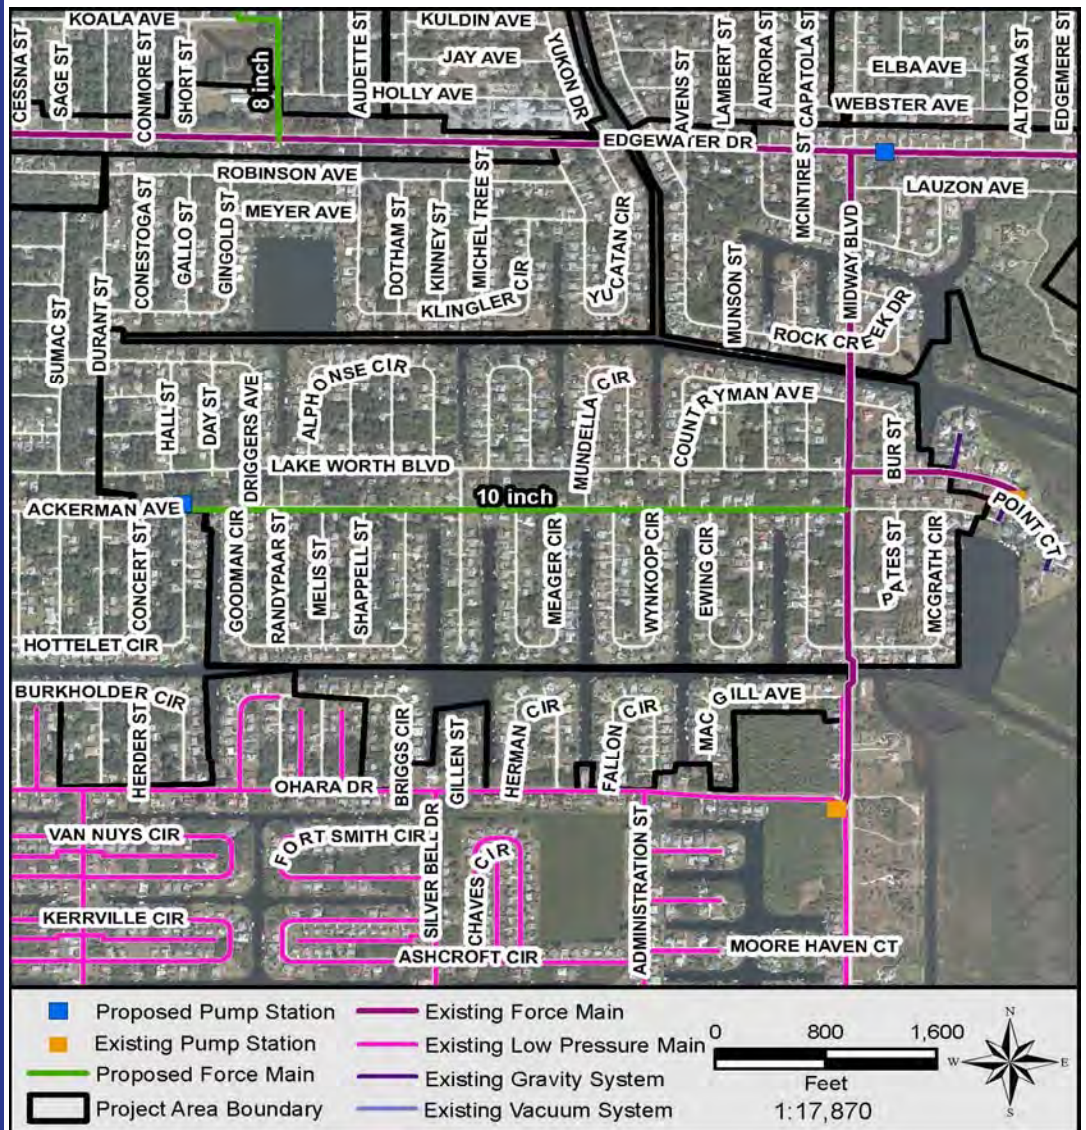 KOALA AVE
CESSNA ST
SAGE ST
CONMORE ST
SHORT ST
8 inch
AUDETTE ST
KULDIN AVE
JAY AVE
HOLLY AVE
YUKON DR
AVENS ST
LAMBERT ST
AURORA ST
CAPATOLA ST
ELBA AVE
WEBSTER AVE
ALTOONA ST
EDGEMERE ST
EDGEWATER DR
ROBINSON AVE
MEYER AVE
CONESTOGA ST
GALLO ST
GINGOLD ST
DOTHAM ST
KINNEY ST
MICHEL TREE ST
KLINGLER CIR
YUCATAN CIR
MCINTIRE ST
LAUZON AVE
MIDWAY BLVD
MUNSON ST
ROCK CREEK DR
SUMAC ST
DURANT ST
HALL ST
DAY ST
DRIGGERS AVE
ALPHONSE CIR
MUNDELLA CIR
COUNTRYMAN AVE
BUR ST
LAKE WORTH BLVD
10 inch
ACKERMAN AVE
POINT CT
CONCERT ST
GOODMAN CIR
RANDYPAR ST
MELIS ST
SHAPPELL ST
MEAGER CIR
WYNKOOP CIR
EWING CIR
PATES ST
MCGRATH CIR
HOTTELET CIR
BURKHOLDER CIR
HERDER ST
BRIGGS CIR
GILLEN ST
HERMAN CIR
FALLON CIR
MAC GILL AVE
OHARA DR
VAN NUYS CIR
FORT SMITH CIR
SILVER BELL DR
CHAVES CIR
ADMINISTRATION ST
KERRVILLE CIR
ASHCROFT CIR
MOORE HAVEN CT
Proposed Pump Station
Existing Pump Station
Proposed Force Main
Project Area Boundary
Existing Force Main
Existing Low Pressure Main
Existing Gravity System
Existing Vacuum System
0 800 1,600
Feet
1:17,870
N
W E
S